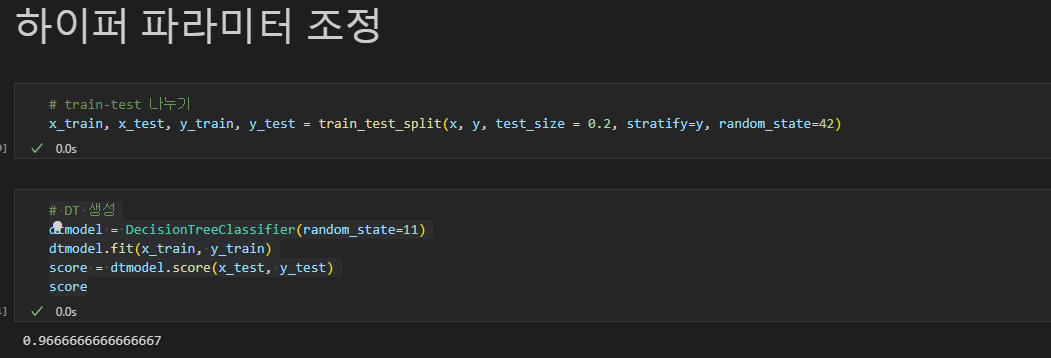 하이퍼 파라미터 조정
# train-test 나누기
x_train, x_test, y_train, y_test = train_test_split(x, y, test_size = 0.2, stratify=y, random_state=42)
0.0s
# DT 생성
dtmodel = DecisionTreeClassifier(random_state=11)
dtmodel.fit(x_train, y_train)
score = dtmodel.score(x_test, y_test)
score
0.0s
0.9666666666666667